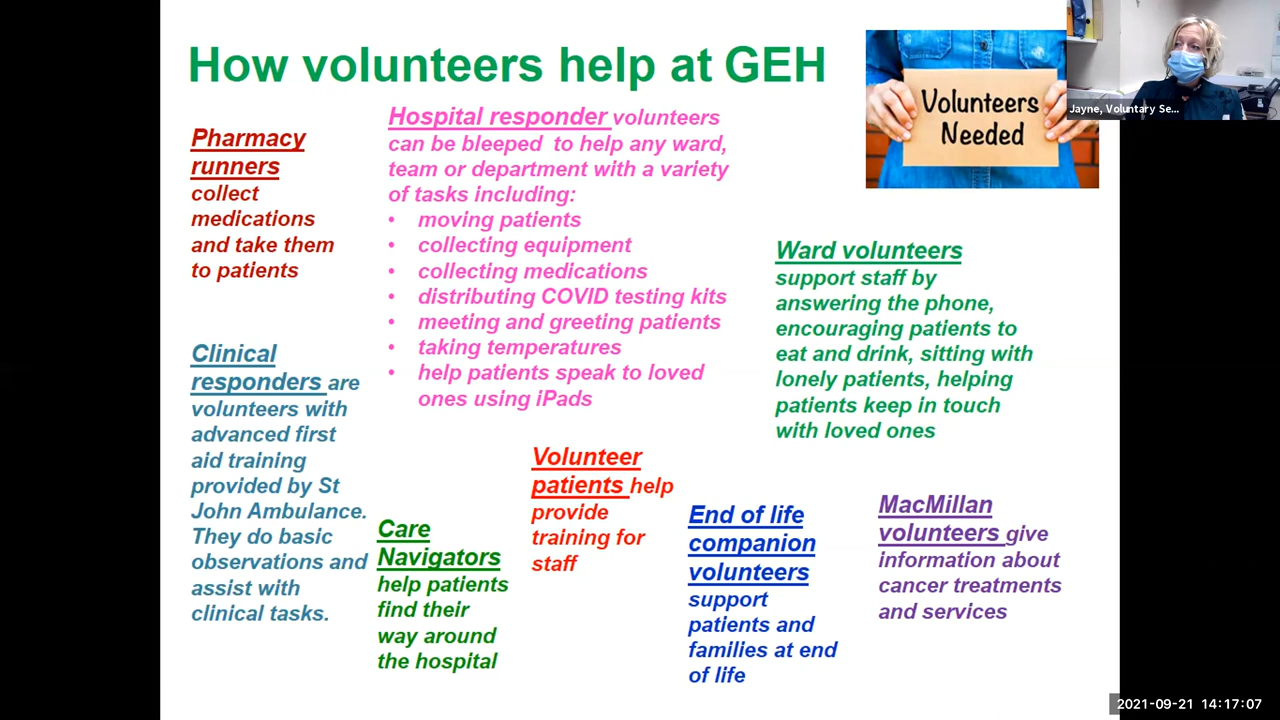 How volunteers help at GEH
Pharmacy
runners
collect
medications
and take them
to patients
Hospital responder volunteers
can be bleeped to help any ward,
team or department with a variety
of tasks including:
• moving patients
• collecting equipment
• collecting medications
• distributing COVID testing kits
• meeting and greeting patients
• taking temperatures
• help patients speak to loved
ones using iPads
Volunteers
Needed
Jayne, Voluntary Se...
Ward volunteers
support staff by
answering the phone,
encouraging patients to
eat and drink, sitting with
lonely patients, helping
patients keep in touch
with loved ones
Clinical
responders are
volunteers with
advanced first
aid training
provided by St
John Ambulance.
They do basic
observations and
assist with
clinical tasks.
Care
Navigators
help patients
find their
way around
the hospital
Volunteer
patients help
provide
training for
staff
End of life
companion
volunteers
support
patients and
families at end
of life
MacMillan
volunteers give
information about
cancer treatments
and services
2021-09-21 14:17:07